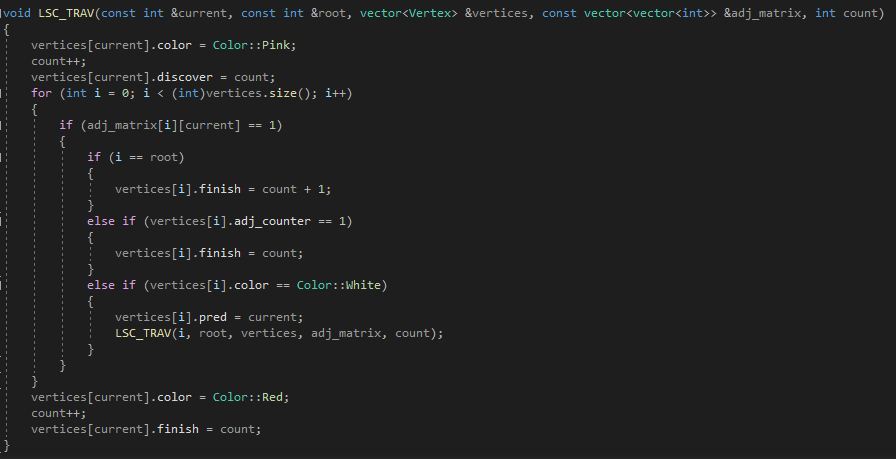 void LSC_TRAV(const int &current, const int &root, vector<Vertex> &vertices, const vector<vector<int>> &adj_matrix, int count)
{
    vertices[current].color = Color::Pink;
    count++;
    vertices[current].discover = count;
    for (int i = 0; i < (int)vertices.size(); i++)
    {
        if (adj_matrix[i][current] == 1)
        {
            if (i == root)
            {
                vertices[i].finish = count + 1;
            }
            else if (vertices[i].adj_counter == 1)
            {
                vertices[i].finish = count;
            }
            else if (vertices[i].color == Color::White)
            {
                vertices[i].pred = current;
                LSC_TRAV(i, root, vertices, adj_matrix, count);
            }
        }
    }
    vertices[current].color = Color::Red;
    count++;
    vertices[current].finish = count;
}